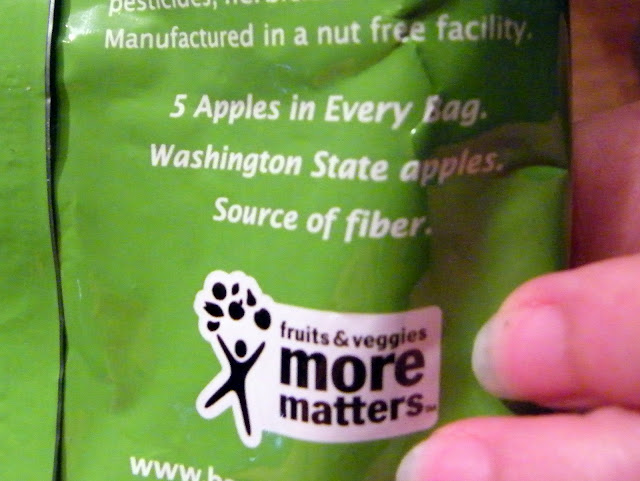 pesticides,
Manufactured in a nut free facility.
5 Apples in Every Bag.
Washington State apples.
Source of fiber.
fruits & veggies
more
matters